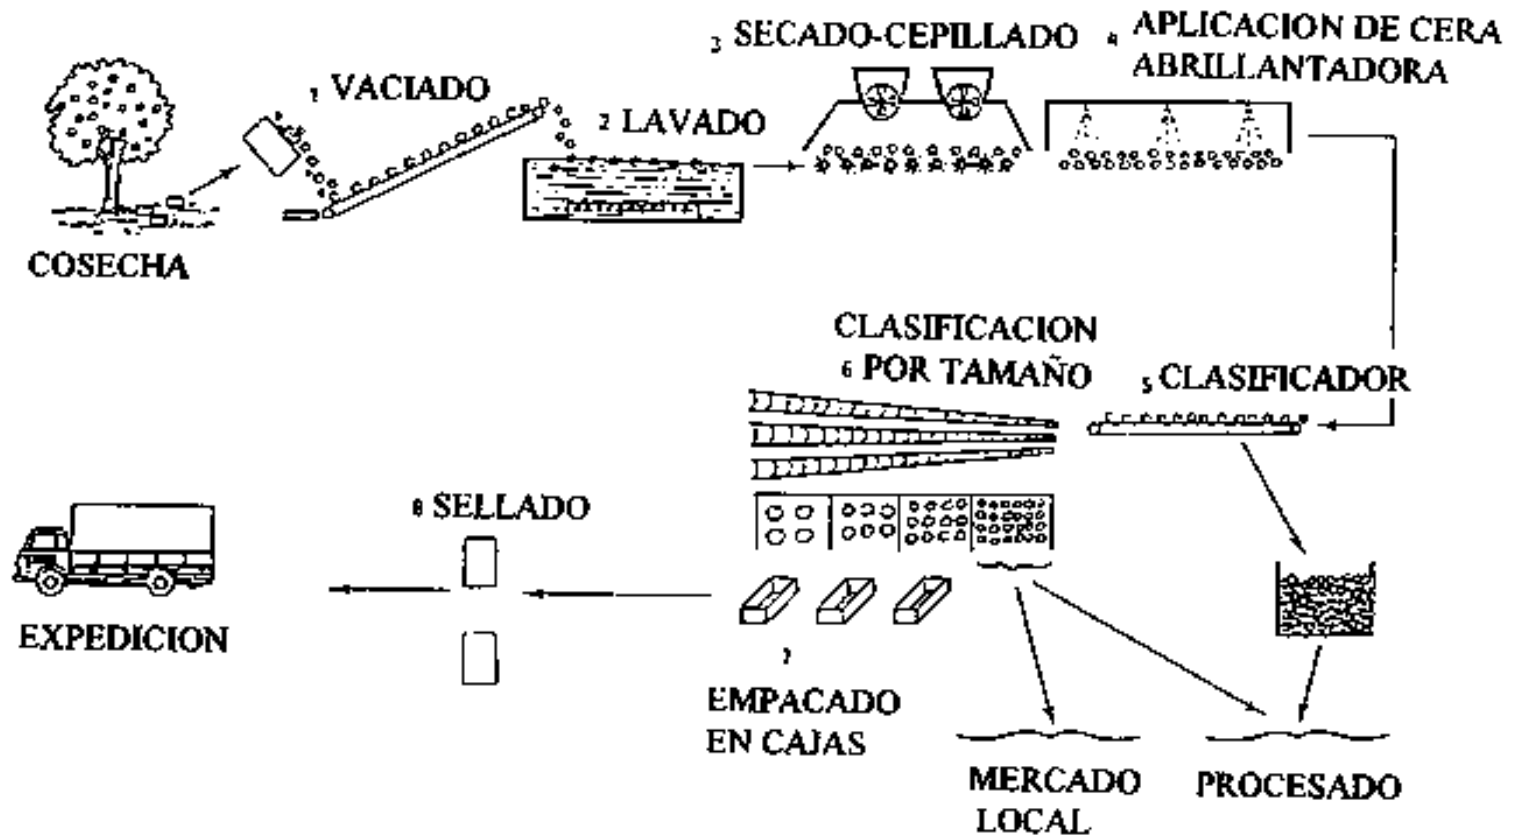 COSECHA
1 VACIADO
2 LAVADO
3 SECADO-CEPILLADO
4 APLICACION DE CERA
ABRILLANTADORA
5 CLASIFICADOR
CLASIFICACION
6 POR TAMAÑO
7
EMPACADO
EN CAJAS
8 SELLADO
EXPEDICION
MERCADO
LOCAL
PROCESADO